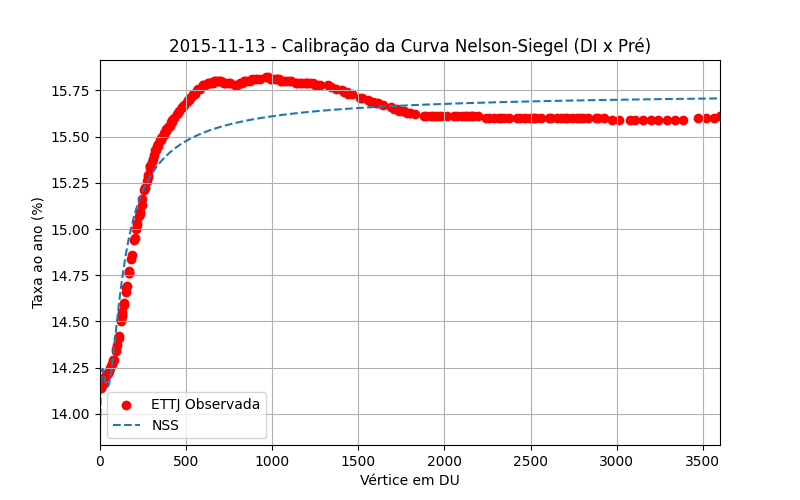 2015-11-13 - Calibração da Curva Nelson-Siegel (DI x Pré)
Taxa ao ano (%)
15.75
15.50
15.25
15.00
14.75
14.50
14.25
14.00
ETTJ Observada
NSS
0 500 1000 1500 2000 2500 3000 3500
Vértice em DU